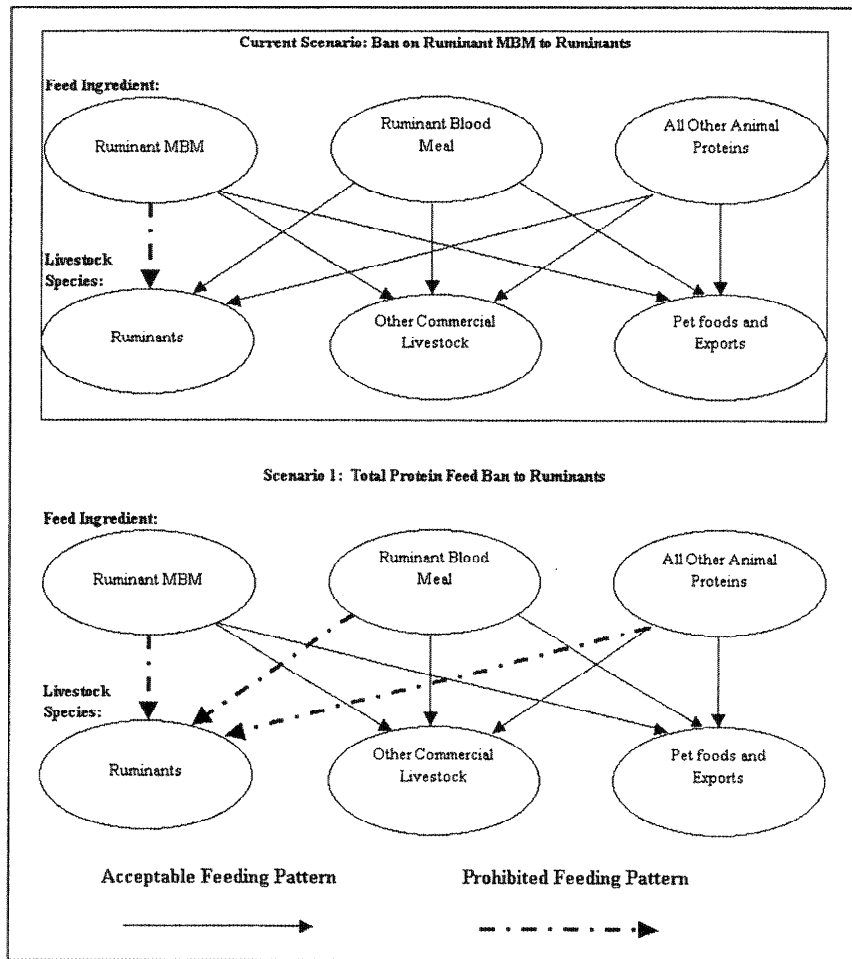 Current Scenario: Ban on Ruminant MBM to Ruminants
Feed Ingredient:
Ruminant MBM
Ruminant Blood
Meal
All Other Animal
Proteins
Livestock
Species:
Ruminants
Other Commercial
Livestock
Pet foods and
Exports
Scenario 1: Total Protein Feed Ban to Ruminants
Feed Ingredient:
Ruminant MBM
Ruminant Blood
Meal
All Other Animal
Proteins
Livestock
Species:
Ruminants
Other Commercial
Livestock
Pet foods and
Exports
Acceptable Feeding Pattern
Prohibited Feeding Pattern